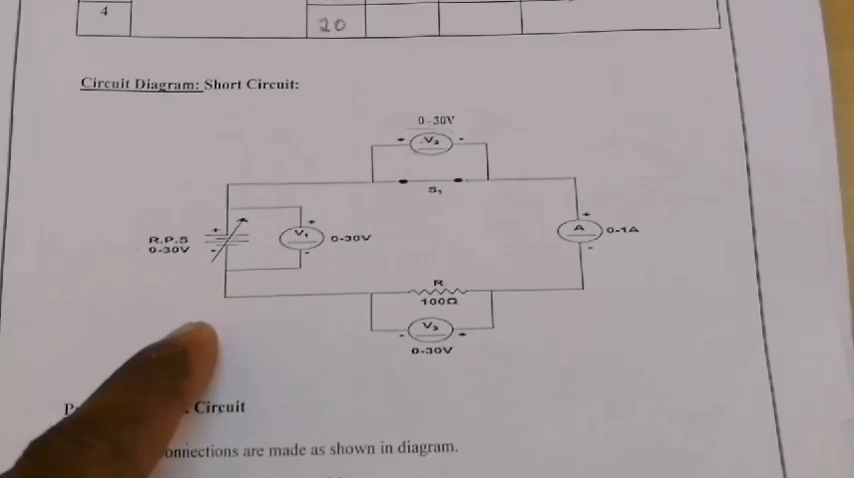 4
20
Circuit Diagram: Short Circuit:
0-30V
+ V₂ -
S₁
R.P.S
0-30V
+
-
+
V₁
-
0-30V
+
A
-
0-1A
R
100Ω
- V₃ +
0-30V
Circuit
onnections are made as shown in diagram.